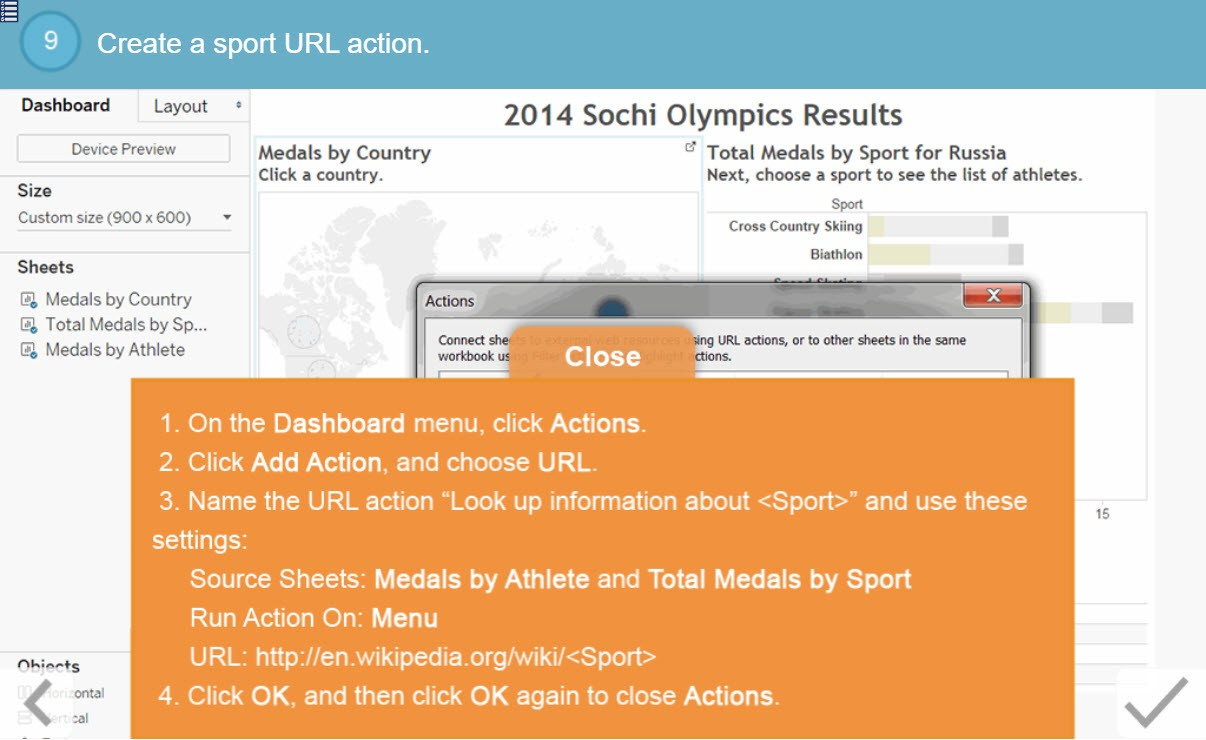 9
Create a sport URL action.
Dashboard
Layout
2014 Sochi Olympics Results
Device Preview
Medals by Country
Click a country.
Total Medals by Sport for Russia
Next, choose a sport to see the list of athletes.
Size
Custom size (900 x 600)
Sport
Cross Country Skiing
Biathlon
Speed Skating
Sheets
Medals by Country
Total Medals by Sp...
Medals by Athlete
Actions
Connect sheets to external web resources using URL actions, or to other sheets in the same
workbook using Filter or Highlight actions.
Close
1. On the Dashboard menu, click Actions.
2. Click Add Action, and choose URL.
3. Name the URL action “Look up information about <Sport>” and use these
settings:
Source Sheets: Medals by Athlete and Total Medals by Sport
Run Action On: Menu
URL: http://en.wikipedia.org/wiki/<Sport>
4. Click OK, and then click OK again to close Actions.
15
Objects
Horizontal
Vertical